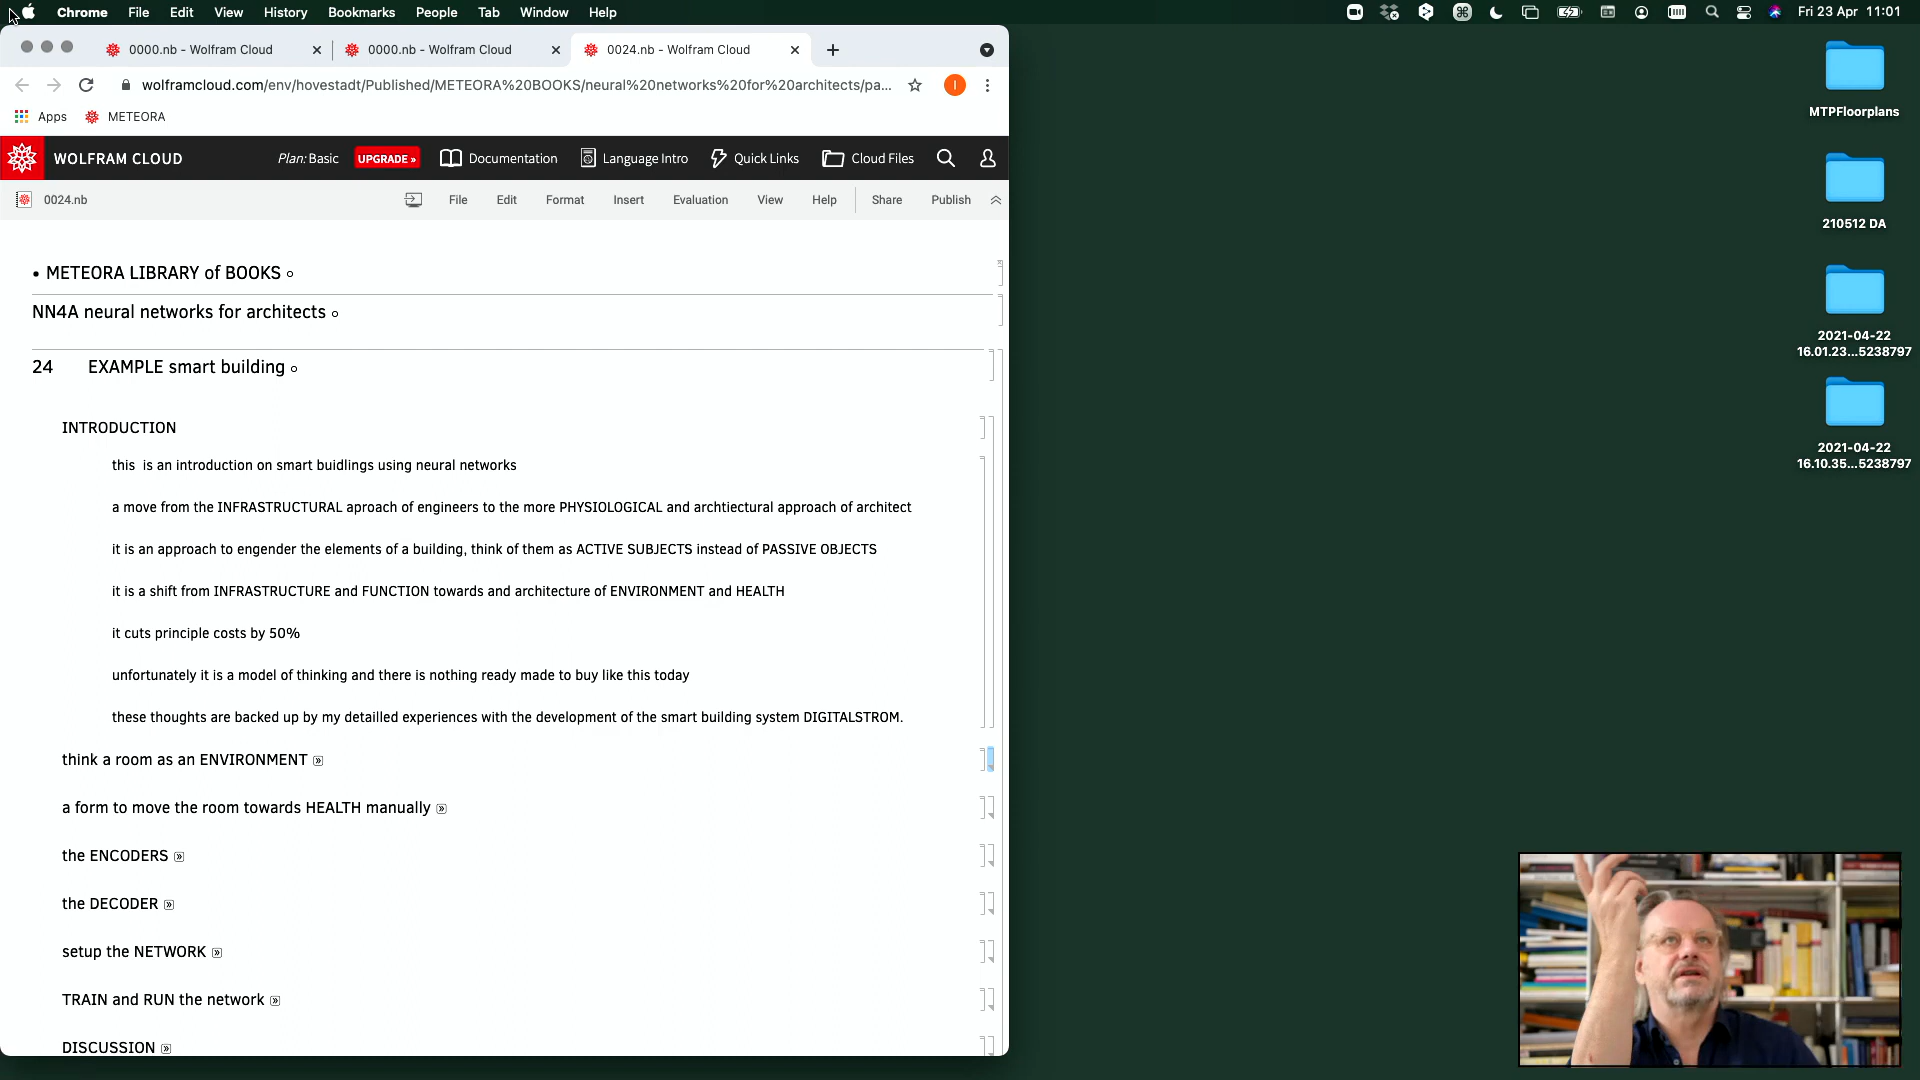 Chrome File Edit View History Bookmarks People Tab Window Help Fri 23 Apr 11:01
0000.nb - Wolfram Cloud 0000.nb - Wolfram Cloud 0024.nb - Wolfram Cloud
wolframcloud.com/env/hovestadt/Published/METEORA%20BOOKS/neural%20networks%20for%20architects/pa... I
Apps METEORA
WOLFRAM CLOUD Plan: Basic UPGRADE » Documentation Language Intro Quick Links Cloud Files
0024.nb File Edit Format Insert Evaluation View Help Share Publish
• METEORA LIBRARY of BOOKS ○
NN4A neural networks for architects ○
24 EXAMPLE smart building ○
INTRODUCTION
this is an introduction on smart buidlings using neural networks
a move from the INFRASTRUCTURAL aproach of engineers to the more PHYSIOLOGICAL and archtiectural approach of architect
it is an approach to engender the elements of a building, think of them as ACTIVE SUBJECTS instead of PASSIVE OBJECTS
it is a shift from INFRASTRUCTURE and FUNCTION towards and architecture of ENVIRONMENT and HEALTH
it cuts principle costs by 50%
unfortunately it is a model of thinking and there is nothing ready made to buy like this today
these thoughts are backed up by my detailled experiences with the development of the smart building system DIGITALSTROM.
think a room as an ENVIRONMENT »
a form to move the room towards HEALTH manually »
the ENCODERS »
the DECODER »
setup the NETWORK »
TRAIN and RUN the network »
DISCUSSION »
MTPFloorplans
210512 DA
2021-04-22
16.01.23...5238797
2021-04-22
16.10.35...5238797